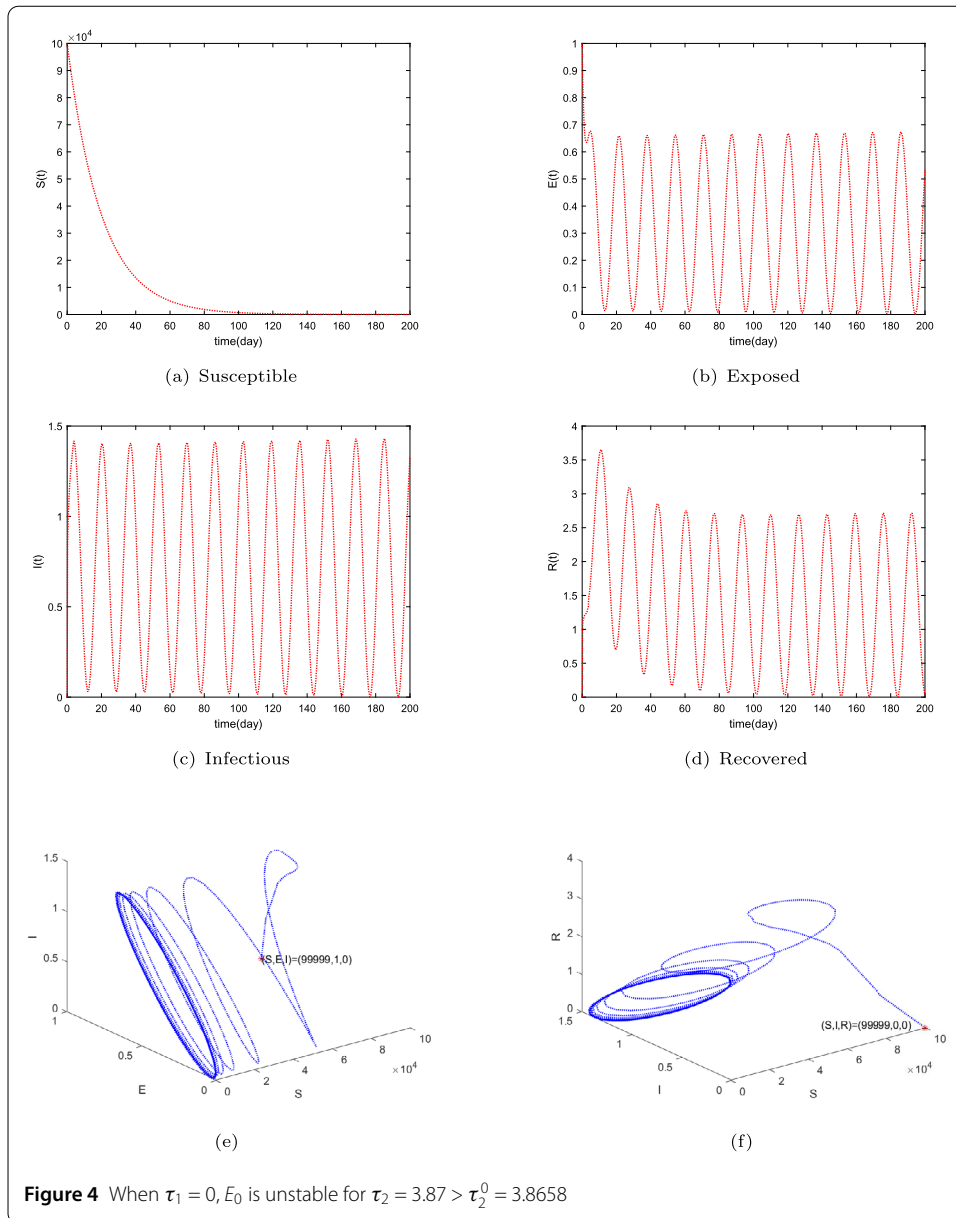 ×10⁴
10
9
8
7
6
5
4
3
2
1
0
S(t)
0 20 40 60 80 100 120 140 160 180 200
time(day)
(a) Susceptible
1
0.9
0.8
0.7
0.6
0.5
0.4
0.3
0.2
0.1
0
E(t)
0 20 40 60 80 100 120 140 160 180 200
time(day)
(b) Exposed
1.5
1
0.5
0
I(t)
0 20 40 60 80 100 120 140 160 180 200
time(day)
(c) Infectious
4
3.5
3
2.5
2
1.5
1
0.5
0
R(t)
0 20 40 60 80 100 120 140 160 180 200
time(day)
(d) Recovered
1.5
1
0.5
0
I
(S,E,I)=(99999,1,0)
1
0.5
0
E
0 2 4 6 8 10
×10⁴
S
(e)
4
3
2
1
0
R
(S,I,R)=(99999,0,0)
1.5
1
0.5
0
I
0 2 4 6 8 10
×10⁴
S
(f)
Figure 4 When τ₁ = 0, E₀ is unstable for τ₂ = 3.87 > τ₂⁰ = 3.8658